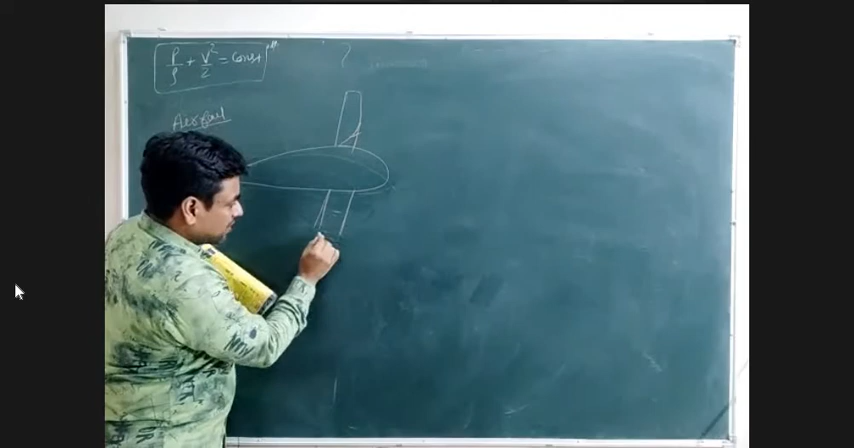 P/ρ + V²/2 = const
Aerofoil
?